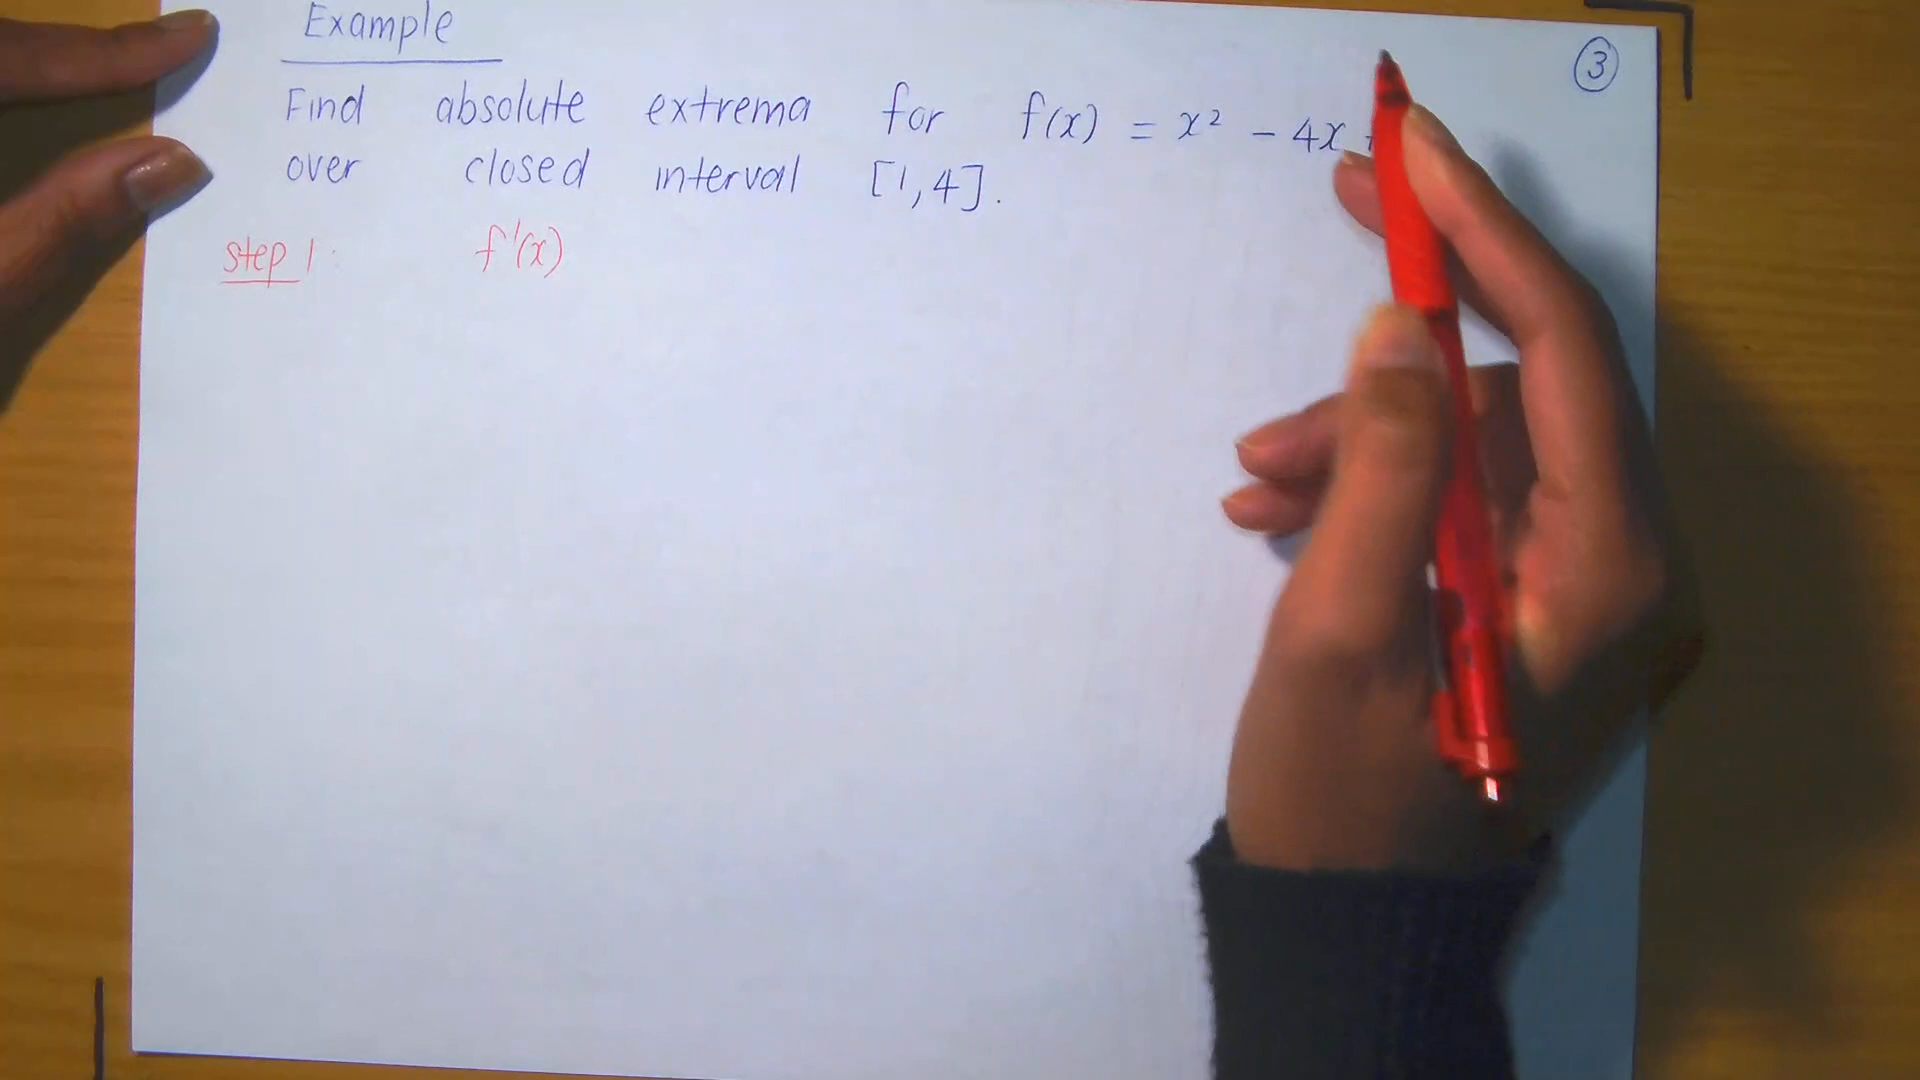 Example
③
Find absolute extrema for f(x) = x² - 4x
over closed interval [1,4].
step 1: f'(x)